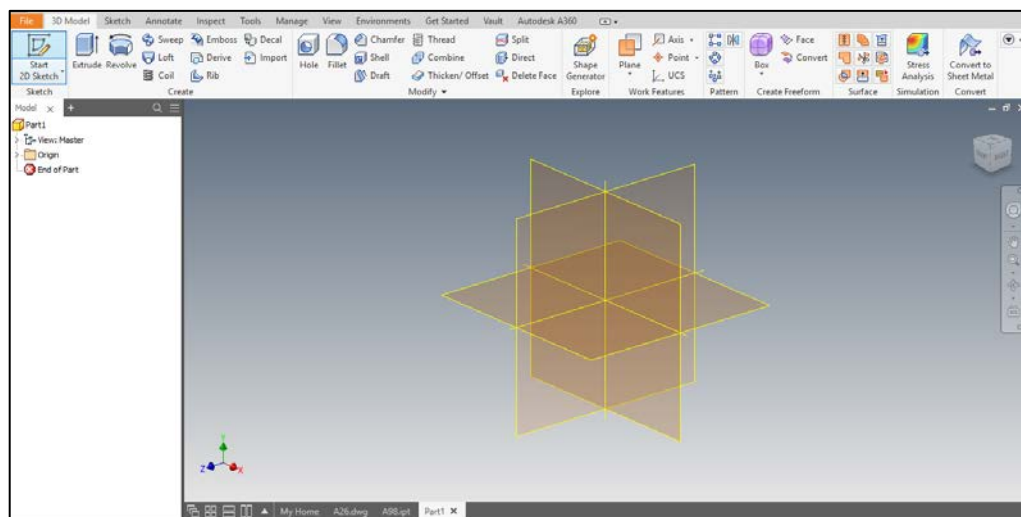 File 3D Model Sketch Annotate Inspect Tools Manage View Environments Get Started Vault Autodesk A360
Start
2D Sketch
Extrude Revolve
Sweep Emboss Decal
Loft Derive Import
Coil Rib
Hole Fillet
Chamfer Thread Split
Shell Combine Direct
Draft Thicken/ Offset Delete Face
Shape
Generator
Plane
Axis
Point
UCS
Box
Face
Convert
Stress
Analysis
Convert to
Sheet Metal
Sketch Create Modify Explore Work Features Pattern Create Freeform Surface Simulation Convert
Model
Part1
View: Master
Origin
End of Part
Y
Z X
My Home A26.dwg A98.ipt Part1